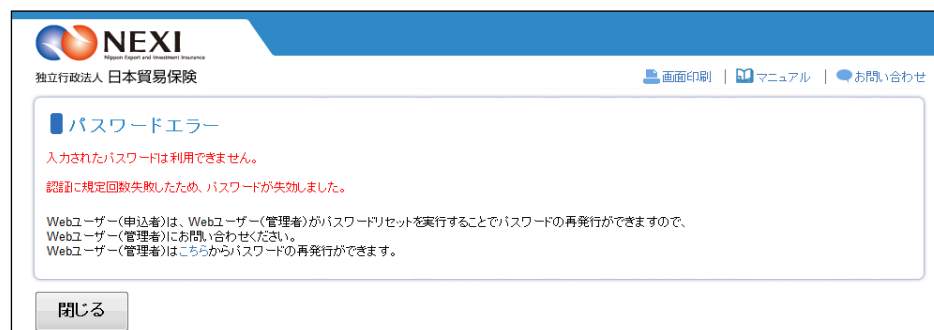 NEXI
Nippon Export and Investment Insurance
独立行政法人 日本貿易保険
画面印刷 | マニュアル | お問い合わせ
パスワードエラー
入力されたパスワードは利用できません。
認証に規定回数失敗したため、パスワードが失効しました。
Webユーザー(申込者)は、Webユーザー(管理者)がパスワードリセットを実行することでパスワードの再発行ができますので、
Webユーザー(管理者)にお問い合わせください。
Webユーザー(管理者)はこちらからパスワードの再発行ができます。
閉じる